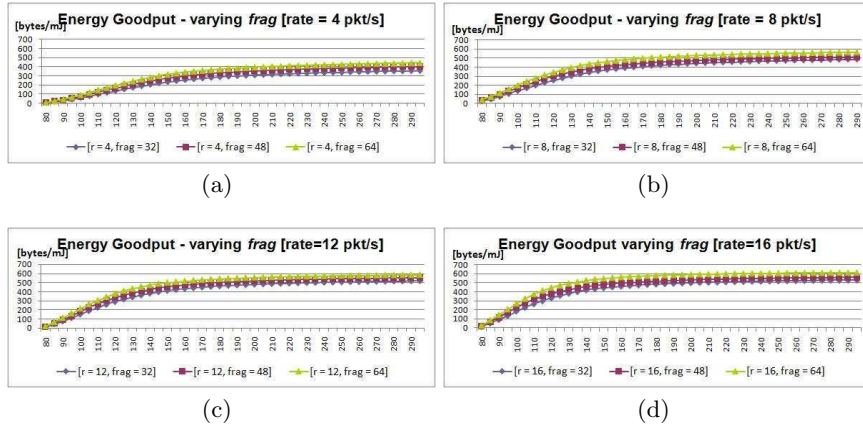 Energy Goodput - varying frag [rate = 4 pkt/s]
[bytes/mJ]
700
600
500
400
300
200
100
0
80 90 100 110 120 130 140 150 160 170 180 190 200 210 220 230 240 250 260 270 280 290
[r = 4, frag = 32] [r = 4, frag = 48] [r = 4, frag = 64]
(a)
Energy Goodput - varying frag [rate = 8 pkt/s]
[bytes/mJ]
700
600
500
400
300
200
100
0
80 90 100 110 120 130 140 150 160 170 180 190 200 210 220 230 240 250 260 270 280 290
[r = 8, frag = 32] [r = 8, frag = 48] [r = 8, frag = 64]
(b)
Energy Goodput - varying frag [rate=12 pkt/s]
[bytes/mJ]
700
600
500
400
300
200
100
0
80 90 100 110 120 130 140 150 160 170 180 190 200 210 220 230 240 250 260 270 280 290
[r = 12, frag = 32] [r = 12, frag = 48] [r = 12, frag = 64]
(c)
Energy Goodput varying frag [rate=16 pkt/s]
[bytes/mJ]
700
600
500
400
300
200
100
0
80 90 100 110 120 130 140 150 160 170 180 190 200 210 220 230 240 250 260 270 280 290
[r = 16, frag = 32] [r = 16, frag = 48] [r = 16, frag = 64]
(d)